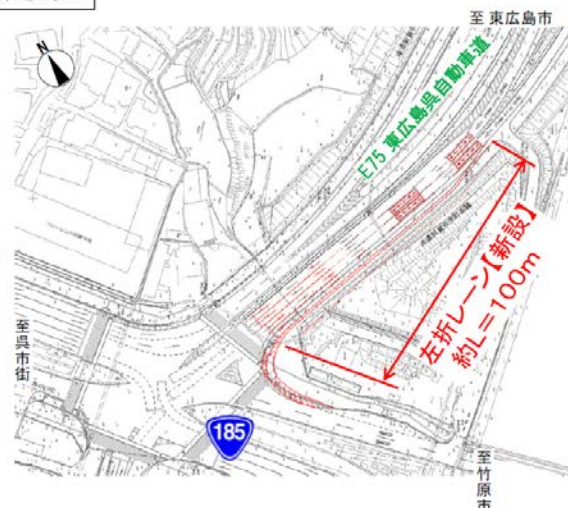 至 東広島市
N
E75 東広島呉自動車道
左折レーン【新設】
約L=100m
至呉市街
185
至竹原市